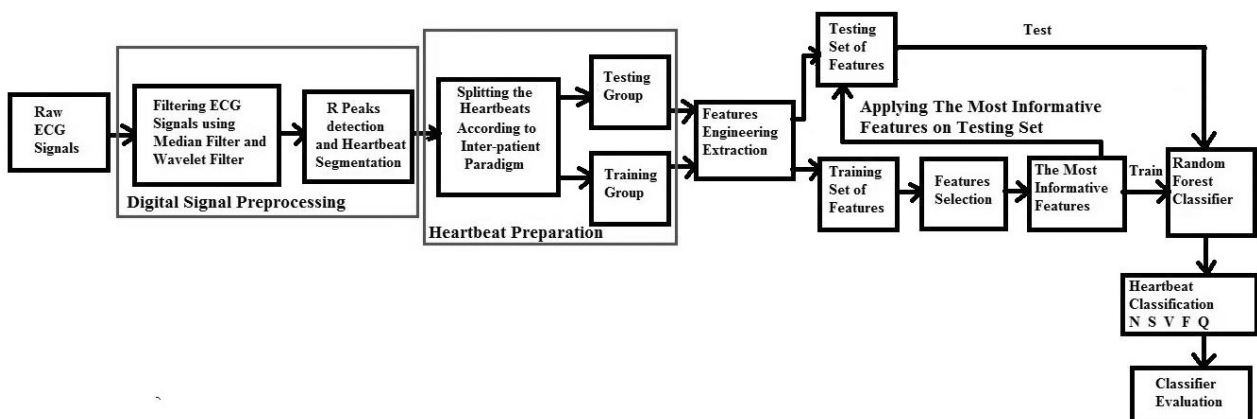 Raw
ECG
Signals
Filtering ECG
Signals using
Median Filter and
Wavelet Filter
R Peaks
detection
and Heartbeat
Segmentation
Digital Signal Preprocessing
Splitting the
Heartbeats
According to
Inter-patient
Paradigm
Testing
Group
Training
Group
Heartbeat Preparation
Features
Engineering
Extraction
Testing
Set of
Features
Test
Applying The Most Informative
Features on Testing Set
Training
Set of
Features
Features
Selection
The Most
Informative
Features
Train
Random
Forest
Classifier
Heartbeat
Classification
N S V F Q
Classifier
Evaluation